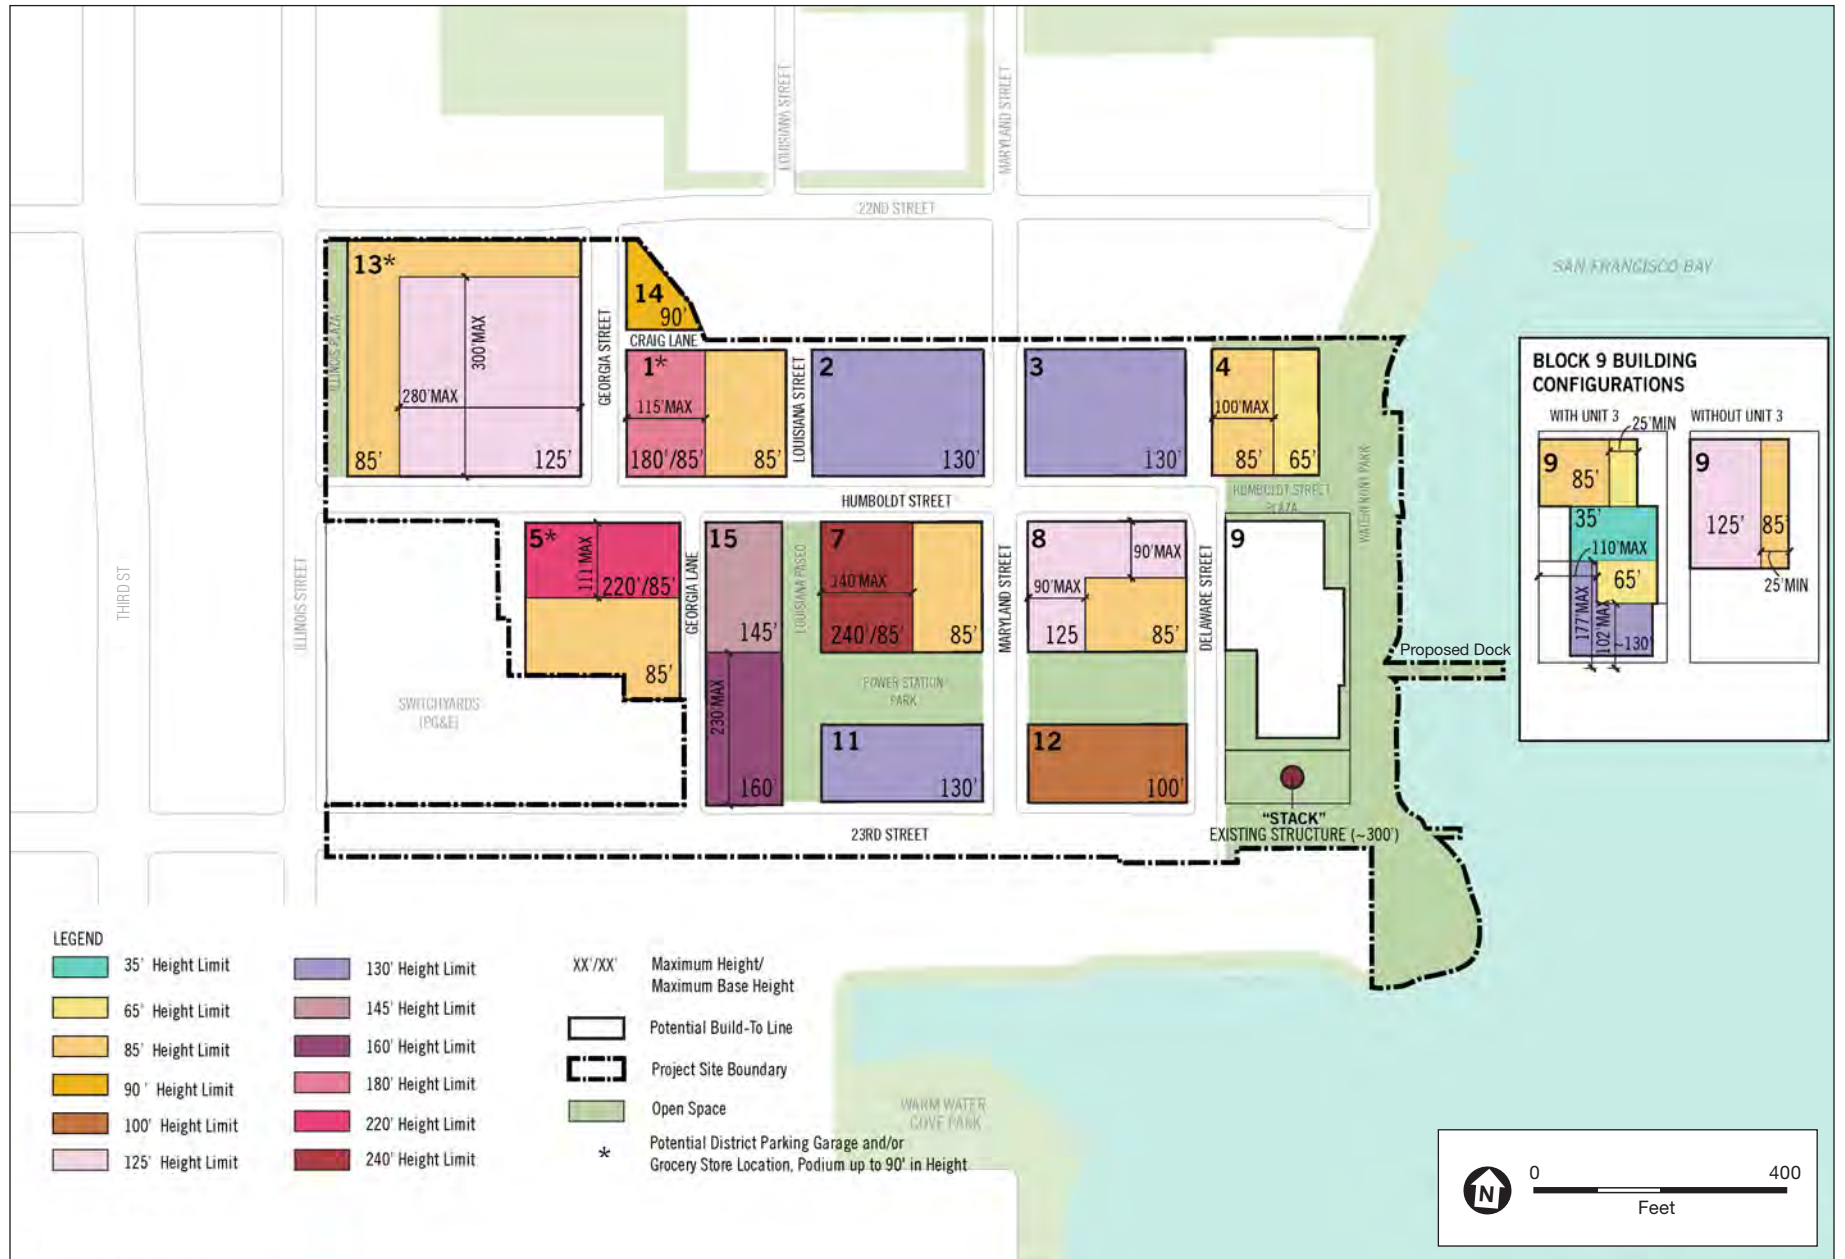 LOUISIANA STREET
MARYLAND STREET
22ND STREET
SAN FRANCISCO BAY
13*
ILLINOIS PLAZA
300'MAX
280'MAX
85'
125'
GEORGIA STREET
14
90'
CRAIG LANE
1*
115'MAX
180'/85'
85'
LOUISIANA STREET
2
130'
3
130'
4
100'MAX
85'
65'
HUMBOLDT STREET
HUMBOLDT STREET
PLAZA
WATERFRONT PARK
THIRD ST
ILLINOIS STREET
5*
111'MAX
220'/85'
85'
GEORGIA LANE
15
145'
230'MAX
160'
LOUISIANA PASEO
7
140'MAX
240'/85'
85'
MARYLAND STREET
8
90'MAX
90'MAX
125
85'
DELAWARE STREET
9
Proposed Dock
SWITCHYARDS
(PG&E)
POWER STATION
PARK
11
130'
12
100'
"STACK"
EXISTING STRUCTURE (~300')
23RD STREET
BLOCK 9 BUILDING
CONFIGURATIONS
WITH UNIT 3
WITHOUT UNIT 3
25'MIN
9
85'
35'
110'MAX
65'
177'MAX
102'MAX
~130'
9
125'
85'
25'MIN
LEGEND
35' Height Limit
65' Height Limit
85' Height Limit
90' Height Limit
100' Height Limit
125' Height Limit
130' Height Limit
145' Height Limit
160' Height Limit
180' Height Limit
220' Height Limit
240' Height Limit
XX'/XX'
Maximum Height/
Maximum Base Height
Potential Build-To Line
Project Site Boundary
Open Space
*
Potential District Parking Garage and/or
Grocery Store Location, Podium up to 90' in Height
WARM WATER
COVE PARK
N
0
400
Feet